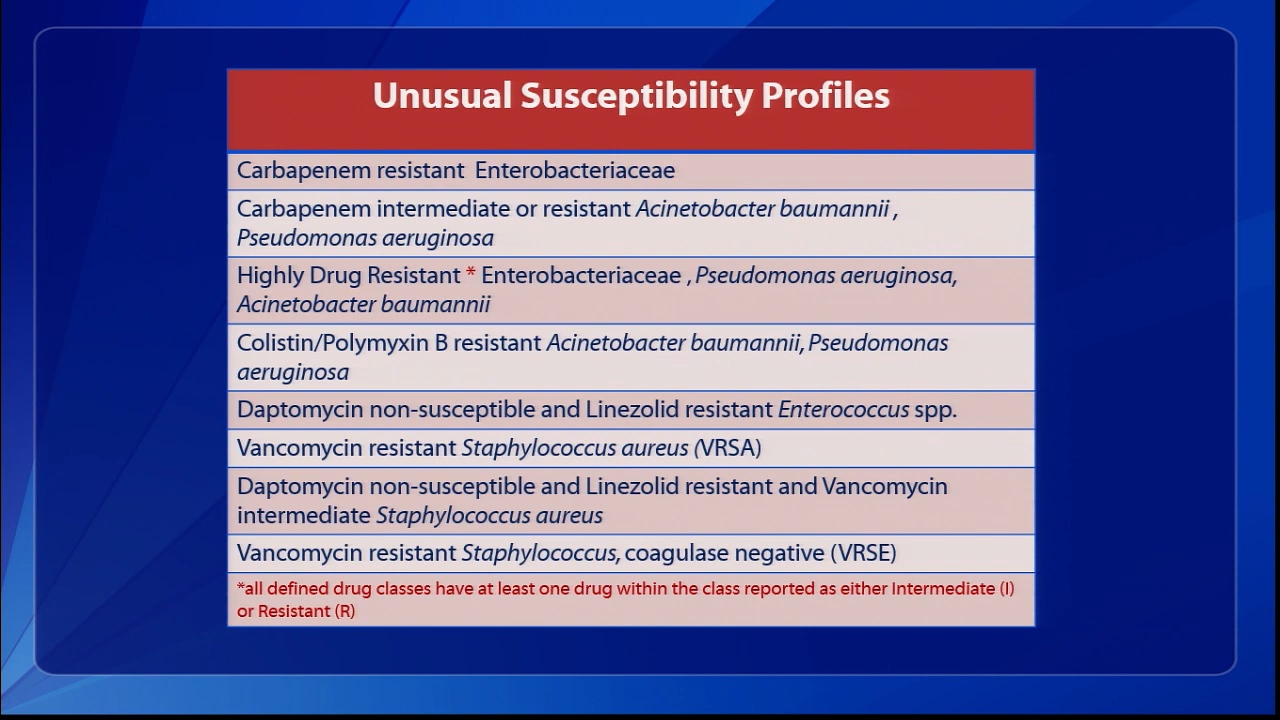 Unusual Susceptibility Profiles
Carbapenem resistant  Enterobacteriaceae
Carbapenem intermediate or resistant Acinetobacter baumannii ,
Pseudomonas aeruginosa
Highly Drug Resistant * Enterobacteriaceae , Pseudomonas aeruginosa,
Acinetobacter baumannii
Colistin/Polymyxin B resistant Acinetobacter baumannii, Pseudomonas
aeruginosa
Daptomycin non-susceptible and Linezolid resistant Enterococcus spp.
Vancomycin resistant Staphylococcus aureus (VRSA)
Daptomycin non-susceptible and Linezolid resistant and Vancomycin
intermediate Staphylococcus aureus
Vancomycin resistant Staphylococcus, coagulase negative (VRSE)
*all defined drug classes have at least one drug within the class reported as either Intermediate (I)
or Resistant (R)